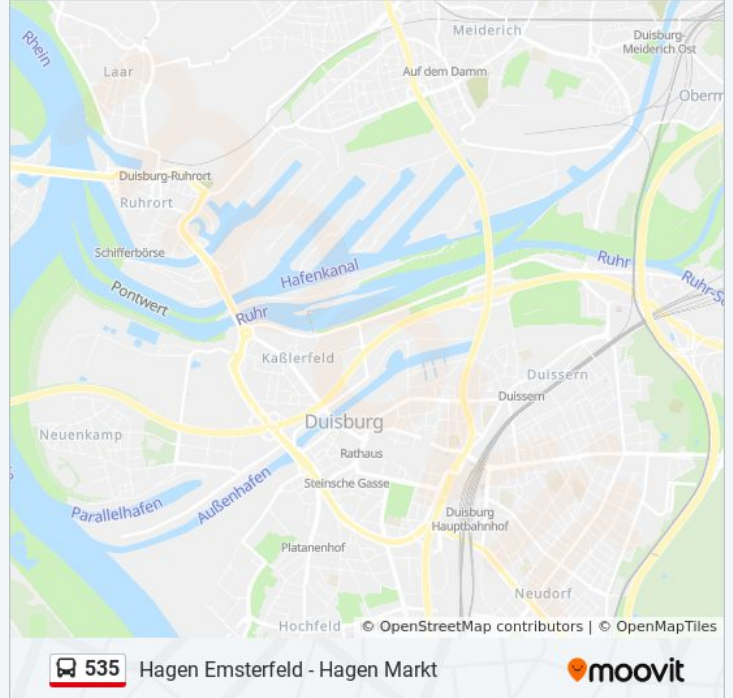 Rhein
Meiderich
Duisburg-
Meiderich Ost
Laar
Auf dem Damm
Oberm
Duisburg-Ruhrort
Ruhrort
Schifferbörse
Hafenkanal
Ruhr
Pontwert
Ruhr
Kaßlerfeld
Duissern
Duissern
Duisburg
Neuenkamp
Rathaus
Steinsche Gasse
Außenhafen
Parallelhafen
Duisburg
Hauptbahnhof
Platanenhof
Neudorf
Hochfeld
© OpenStreetMap contributors | © OpenMapTiles
535 Hagen Emsterfeld - Hagen Markt
moovit